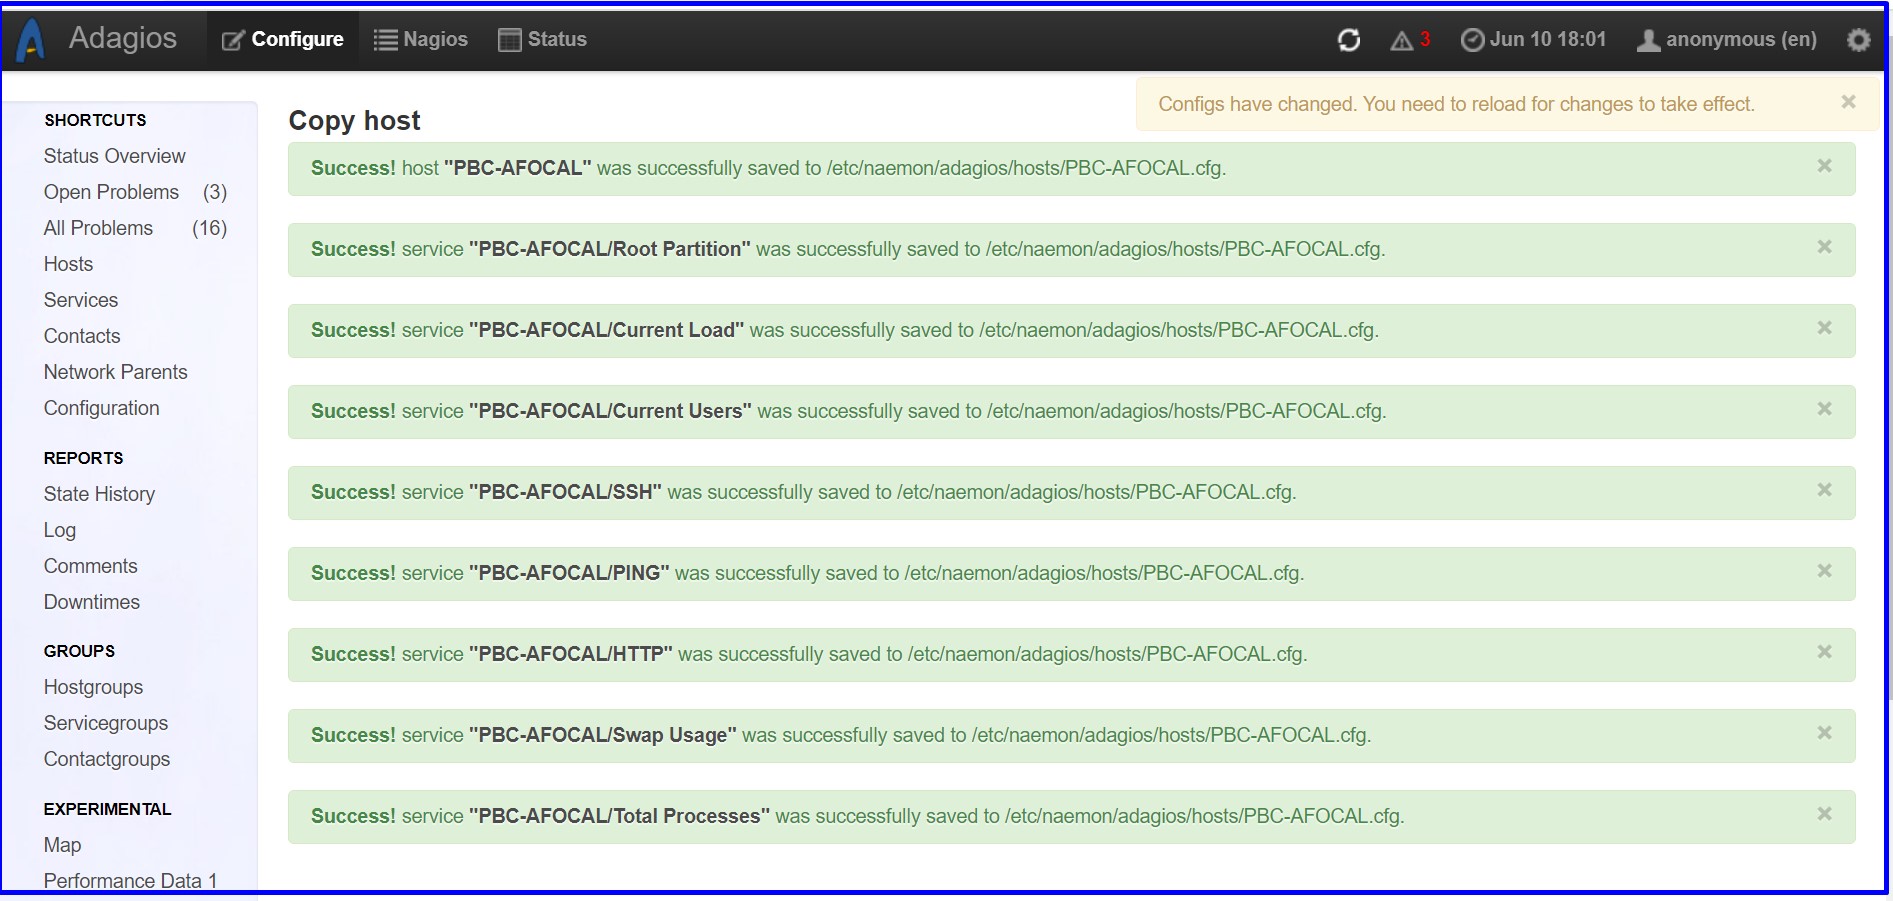 Adagios Configure Nagios Status 3 Jun 10 18:01 anonymous (en)
Configs have changed. You need to reload for changes to take effect. ×
SHORTCUTS
Status Overview
Open Problems (3)
All Problems (16)
Hosts
Services
Contacts
Network Parents
Configuration
REPORTS
State History
Log
Comments
Downtimes
GROUPS
Hostgroups
Servicegroups
Contactgroups
EXPERIMENTAL
Map
Performance Data 1
Copy host
Success! host "PBC-AFOCAL" was successfully saved to /etc/naemon/adagios/hosts/PBC-AFOCAL.cfg. ×
Success! service "PBC-AFOCAL/Root Partition" was successfully saved to /etc/naemon/adagios/hosts/PBC-AFOCAL.cfg. ×
Success! service "PBC-AFOCAL/Current Load" was successfully saved to /etc/naemon/adagios/hosts/PBC-AFOCAL.cfg. ×
Success! service "PBC-AFOCAL/Current Users" was successfully saved to /etc/naemon/adagios/hosts/PBC-AFOCAL.cfg. ×
Success! service "PBC-AFOCAL/SSH" was successfully saved to /etc/naemon/adagios/hosts/PBC-AFOCAL.cfg. ×
Success! service "PBC-AFOCAL/PING" was successfully saved to /etc/naemon/adagios/hosts/PBC-AFOCAL.cfg. ×
Success! service "PBC-AFOCAL/HTTP" was successfully saved to /etc/naemon/adagios/hosts/PBC-AFOCAL.cfg. ×
Success! service "PBC-AFOCAL/Swap Usage" was successfully saved to /etc/naemon/adagios/hosts/PBC-AFOCAL.cfg. ×
Success! service "PBC-AFOCAL/Total Processes" was successfully saved to /etc/naemon/adagios/hosts/PBC-AFOCAL.cfg. ×